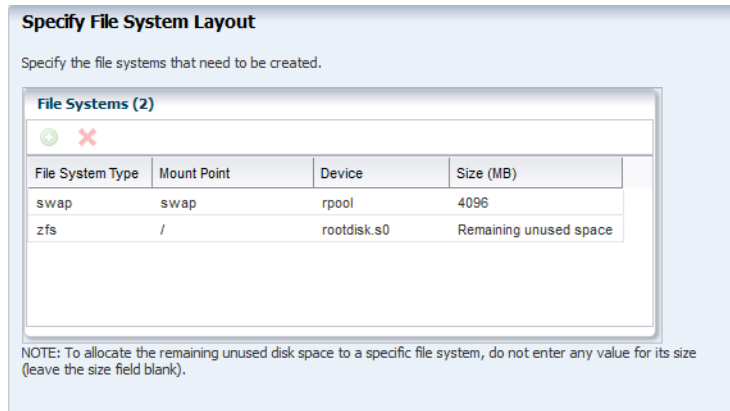 Specify File System Layout
Specify the file systems that need to be created.
File Systems (2)
File System Type Mount Point Device Size (MB)
swap swap rpool 4096
zfs / rootdisk.s0 Remaining unused space
NOTE: To allocate the remaining unused disk space to a specific file system, do not enter any value for its size
(leave the size field blank).